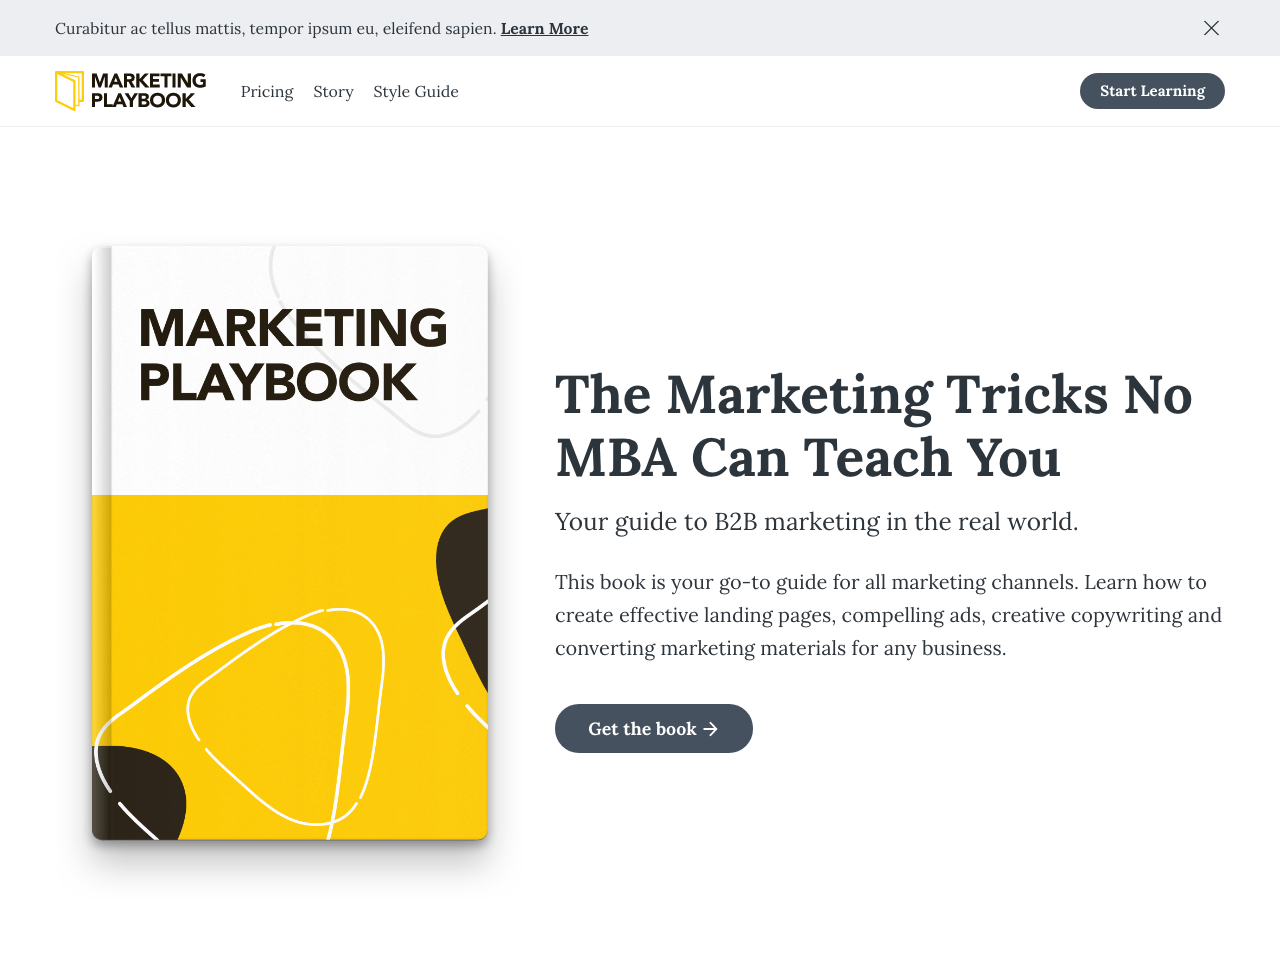 Curabitur ac tellus mattis, tempor ipsum eu, eleifend sapien. Learn More
MARKETING
PLAYBOOK
Pricing
Story
Style Guide
Start Learning
MARKETING
PLAYBOOK
The Marketing Tricks No
MBA Can Teach You
Your guide to B2B marketing in the real world.
This book is your go-to guide for all marketing channels. Learn how to
create effective landing pages, compelling ads, creative copywriting and
converting marketing materials for any business.
Get the book →